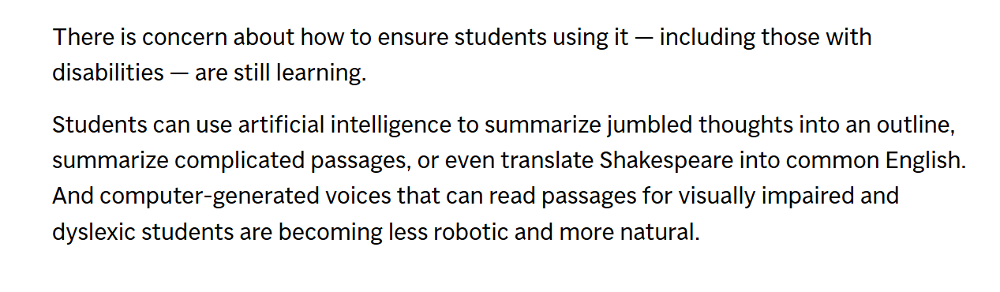 There is concern about how to ensure students using it — including those with
disabilities — are still learning.
Students can use artificial intelligence to summarize jumbled thoughts into an outline,
summarize complicated passages, or even translate Shakespeare into common English.
And computer-generated voices that can read passages for visually impaired and
dyslexic students are becoming less robotic and more natural.